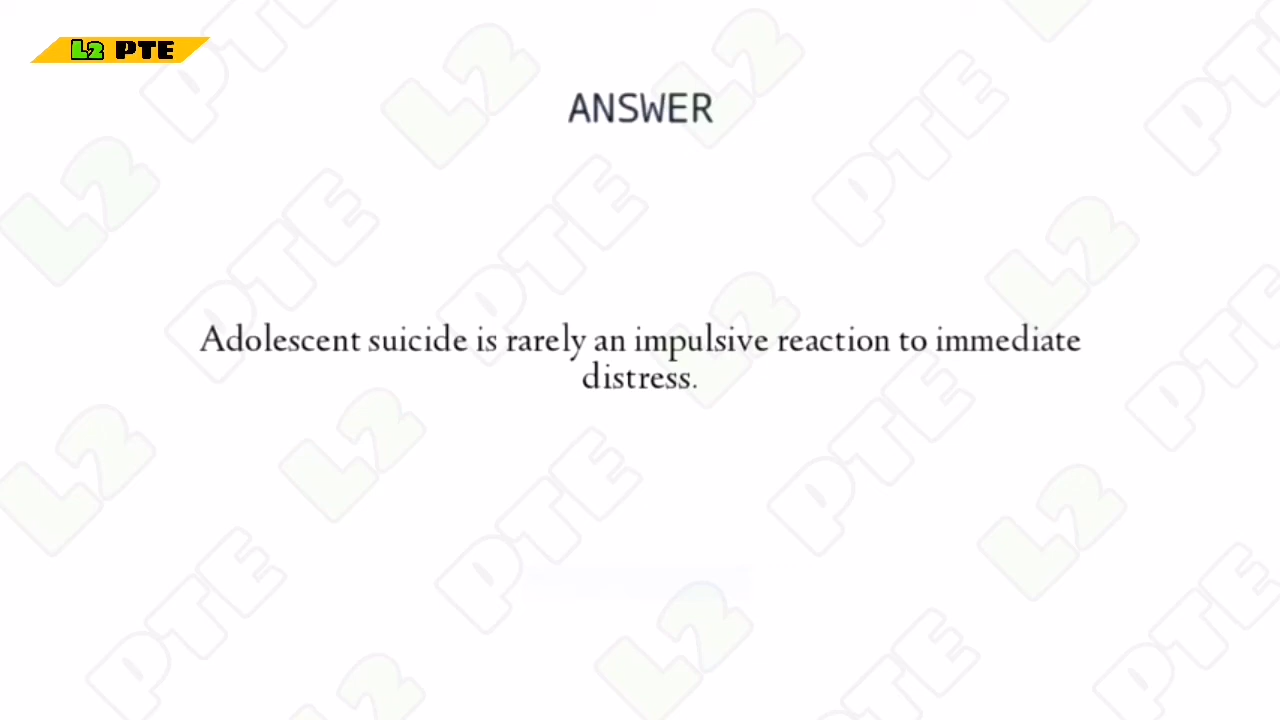 L2 PTE
ANSWER
Adolescent suicide is rarely an impulsive reaction to immediate
distress.